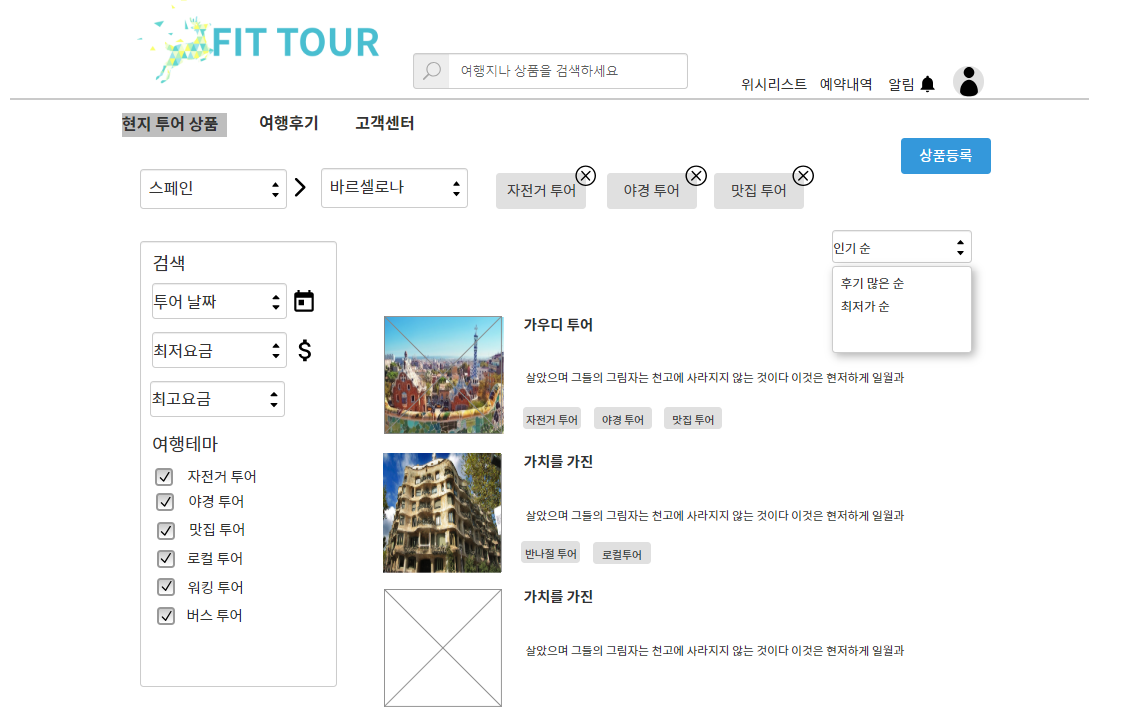 FIT TOUR
여행지나 상품을 검색하세요
위시리스트 예약내역 알림
현지 투어 상품 여행후기 고객센터
상품등록
스페인 바르셀로나 자전거 투어 야경 투어 맛집 투어
인기 순
후기 많은 순
최저가 순
검색
투어 날짜
최저요금
최고요금
여행테마
자전거 투어
야경 투어
맛집 투어
로컬 투어
워킹 투어
버스 투어
가우디 투어
살았으며 그들의 그림자는 천고에 사라지지 않는 것이다 이것은 현저하게 일월과
자전거 투어 야경 투어 맛집 투어
가치를 가진
살았으며 그들의 그림자는 천고에 사라지지 않는 것이다 이것은 현저하게 일월과
반나절 투어 로컬투어
가치를 가진
살았으며 그들의 그림자는 천고에 사라지지 않는 것이다 이것은 현저하게 일월과